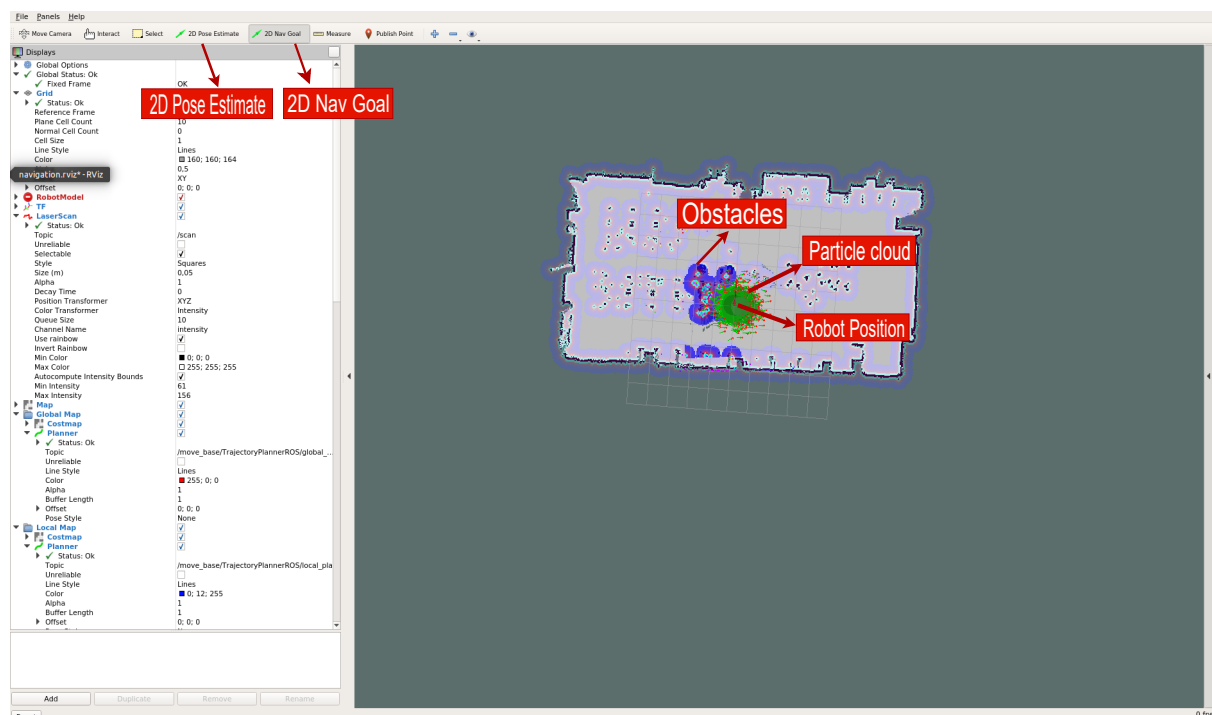 File Panels Help
Move Camera Interact Select 2D Pose Estimate 2D Nav Goal Measure Publish Point
Displays
Global Options
Global Status: Ok
Fixed Frame OK
Grid
Status: Ok
Reference Frame
Plane Cell Count 10
Normal Cell Count 0
Cell Size 1
Line Style Lines
Color 160; 160; 164
0,5
navigation.rviz* - RViz
XY
Offset 0; 0; 0
RobotModel
TF
LaserScan
Status: Ok
Topic /scan
Unreliable
Selectable
Style Squares
Size (m) 0,05
Alpha 1
Decay Time 0
Position Transformer XYZ
Color Transformer Intensity
Queue Size 10
Channel Name intensity
Use rainbow
Invert Rainbow
Min Color 0; 0; 0
Max Color 255; 255; 255
Autocompute Intensity Bounds
Min Intensity 61
Max Intensity 156
Map
Global Map
Costmap
Planner
Status: Ok
Topic /move_base/TrajectoryPlannerROS/global_...
Unreliable
Line Style Lines
Color 255; 0; 0
Alpha 1
Buffer Length 1
Offset 0; 0; 0
Pose Style None
Local Map
Costmap
Planner
Status: Ok
Topic /move_base/TrajectoryPlannerROS/local_pla
Unreliable
Line Style Lines
Color 0; 12; 255
Alpha 1
Buffer Length 1
Offset 0; 0; 0
Add Duplicate Remove Rename
2D Pose Estimate
2D Nav Goal
Obstacles
Particle cloud
Robot Position